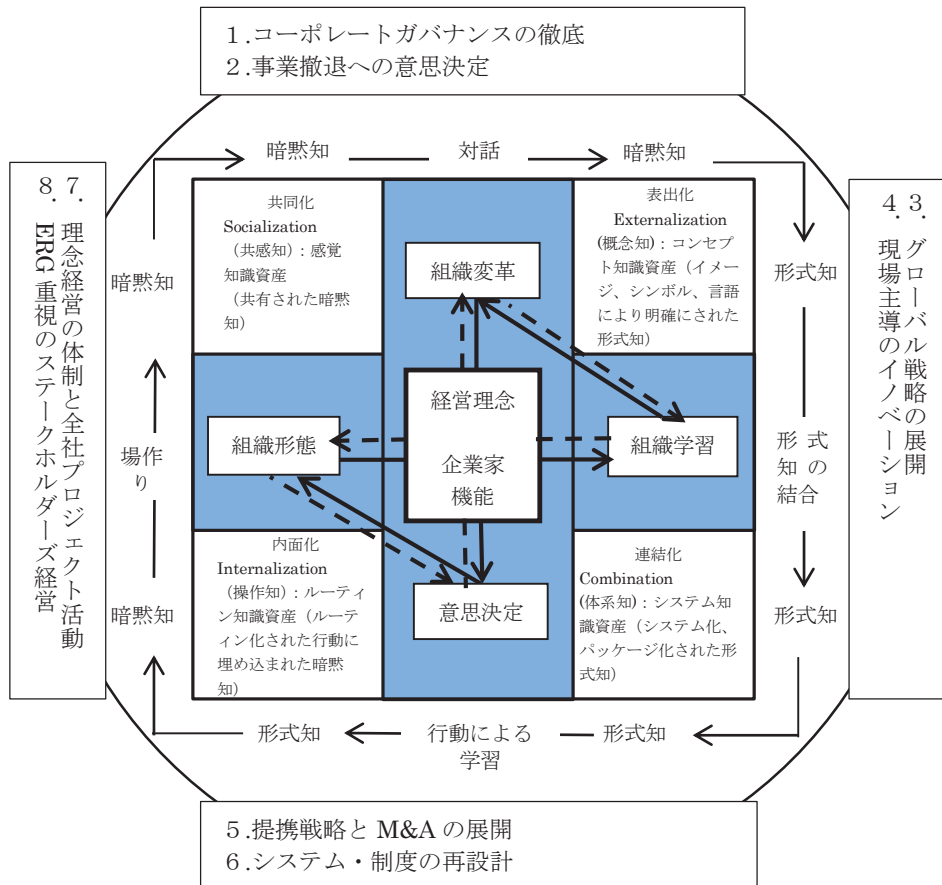 1.コーポレートガバナンスの徹底
2.事業撤退への意思決定
暗黙知
対話
暗黙知
7.理念経営の体制と全社プロジェクト活動
8.ERG重視のステークホルダーズ経営
3.グローバル戦略の展開
4.現場主導のイノベーション
共同化
Socialization
（共感知）：感覚
知識資産
（共有された暗黙
知）
表出化
Externalization
(概念知)：コンセプ
ト知識資産（イメー
ジ、シンボル、言語
により明確にされた
形式知）
暗黙知
組織変革
形式知
場作
り
組織形態
経営理念
企業家
機能
組織学習
形式
知の
結合
内面化
Internalization
（操作知）：ルーテ
ィン知識資産（ルーテ
ィン化された行動に
埋め込まれた暗黙
知）
連結化
Combination
(体系知)：システム知
識資産（システム化、
パッケージ化された形
式知）
暗黙知
意思決定
形式知
形式知
行動による
学習
形式知
5.提携戦略と M&A の展開
6.システム・制度の再設計